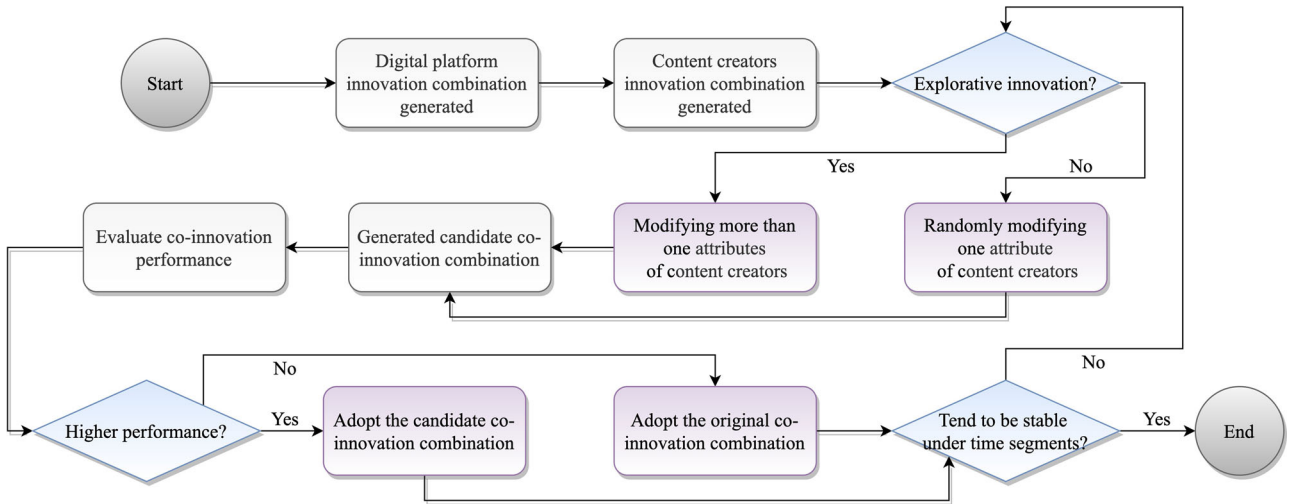 Start
Digital platform
innovation combination
generated
Content creators
innovation combination
generated
Explorative innovation?
Yes
No
Evaluate co-innovation
performance
Generated candidate co-
innovation combination
Modifying more than
one attributes
of content creators
Randomly modifying
one attribute
of content creators
No
No
Higher performance?
Yes
Adopt the candidate co-
innovation combination
Adopt the original co-
innovation combination
Tend to be stable
under time segments?
Yes
End